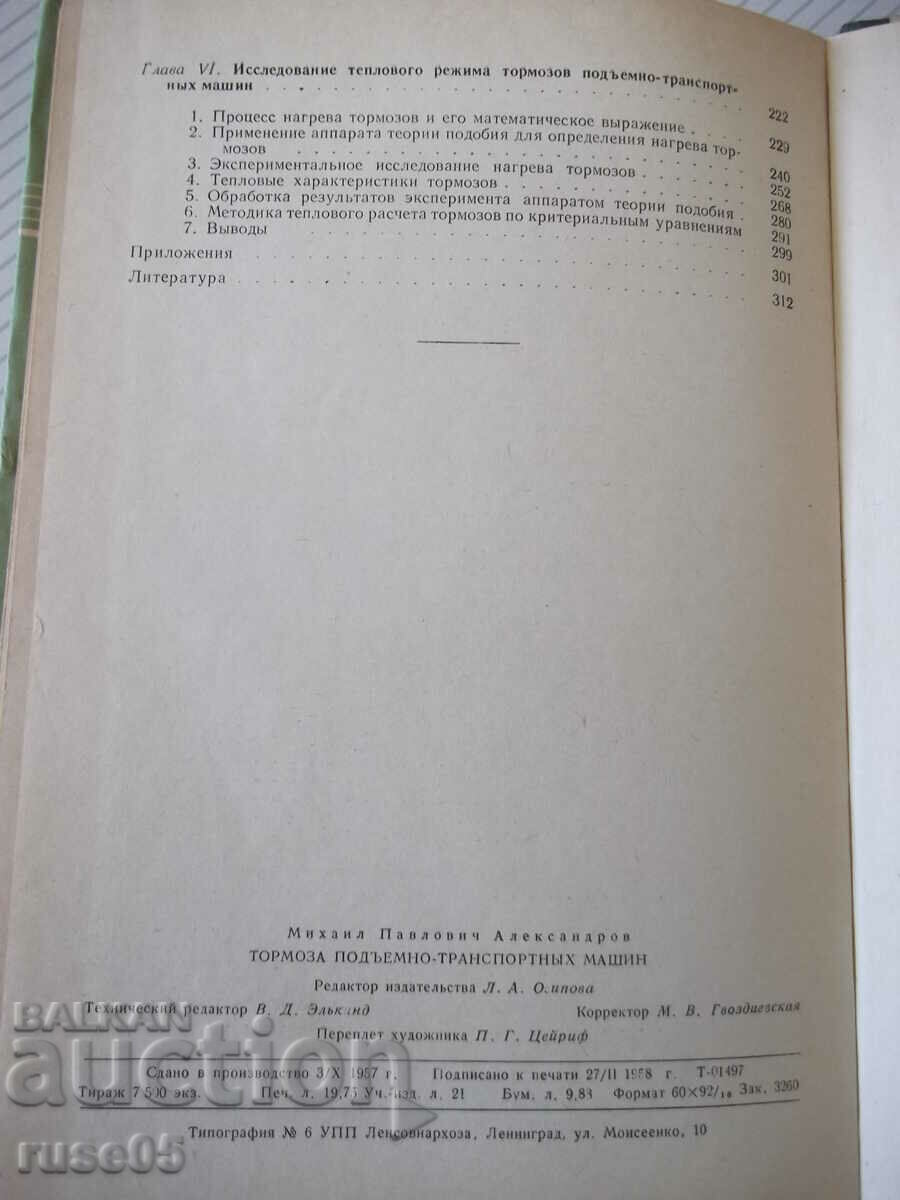 Глава VI. Исследование теплового режима тормозов подъемно-транспорт-
ных машин . . . . . . . . . . . . . . . . . . . . . . . 222
1. Процесс нагрева тормозов и его математическое выражение . . . . 229
2. Применение аппарата теории подобия для определения нагрева тор-
мозов . . . . . . . . . . . . . . . . . . . . . 240
3. Экспериментальное исследование нагрева тормозов . . . . . . 252
4. Тепловые характеристики тормозов . . . . . . . . . . . . 268
5. Обработка результатов эксперимента аппаратом теории подобия . 280
6. Методика теплового расчета тормозов по критериальным уравнениям 291
7. Выводы . . . . . . . . . . . . . . . . . . . . 299
Приложения . . . . . . . . . . . . . . . . . . . . . 301
Литература . . . . . . . . . . . . . . . . . . . . . 312
Михаил Павлович Александров
ТОРМОЗА ПОДЪЕМНО-ТРАНСПОРТНЫХ МАШИН
Редактор издательства Л. А. Осипова
Технический редактор В. Д. Элькинд Корректор М. В. Гвоздиевская
Переплет художника П. Г. Цейриф
Сдано в производство 3/X 1957 г. Подписано к печати 27/II 1958 г. Т-01497
Тираж 7 500 экз. Печ. л. 19,75 Уч.-изд. л. 21 Бум. л. 9,88 Формат 60×92/16 Зак. 3260
Типография № 6 УПП Ленсовнархоза, Ленинград, ул. Моисеенко, 10
BALKAN
auction
ruse05